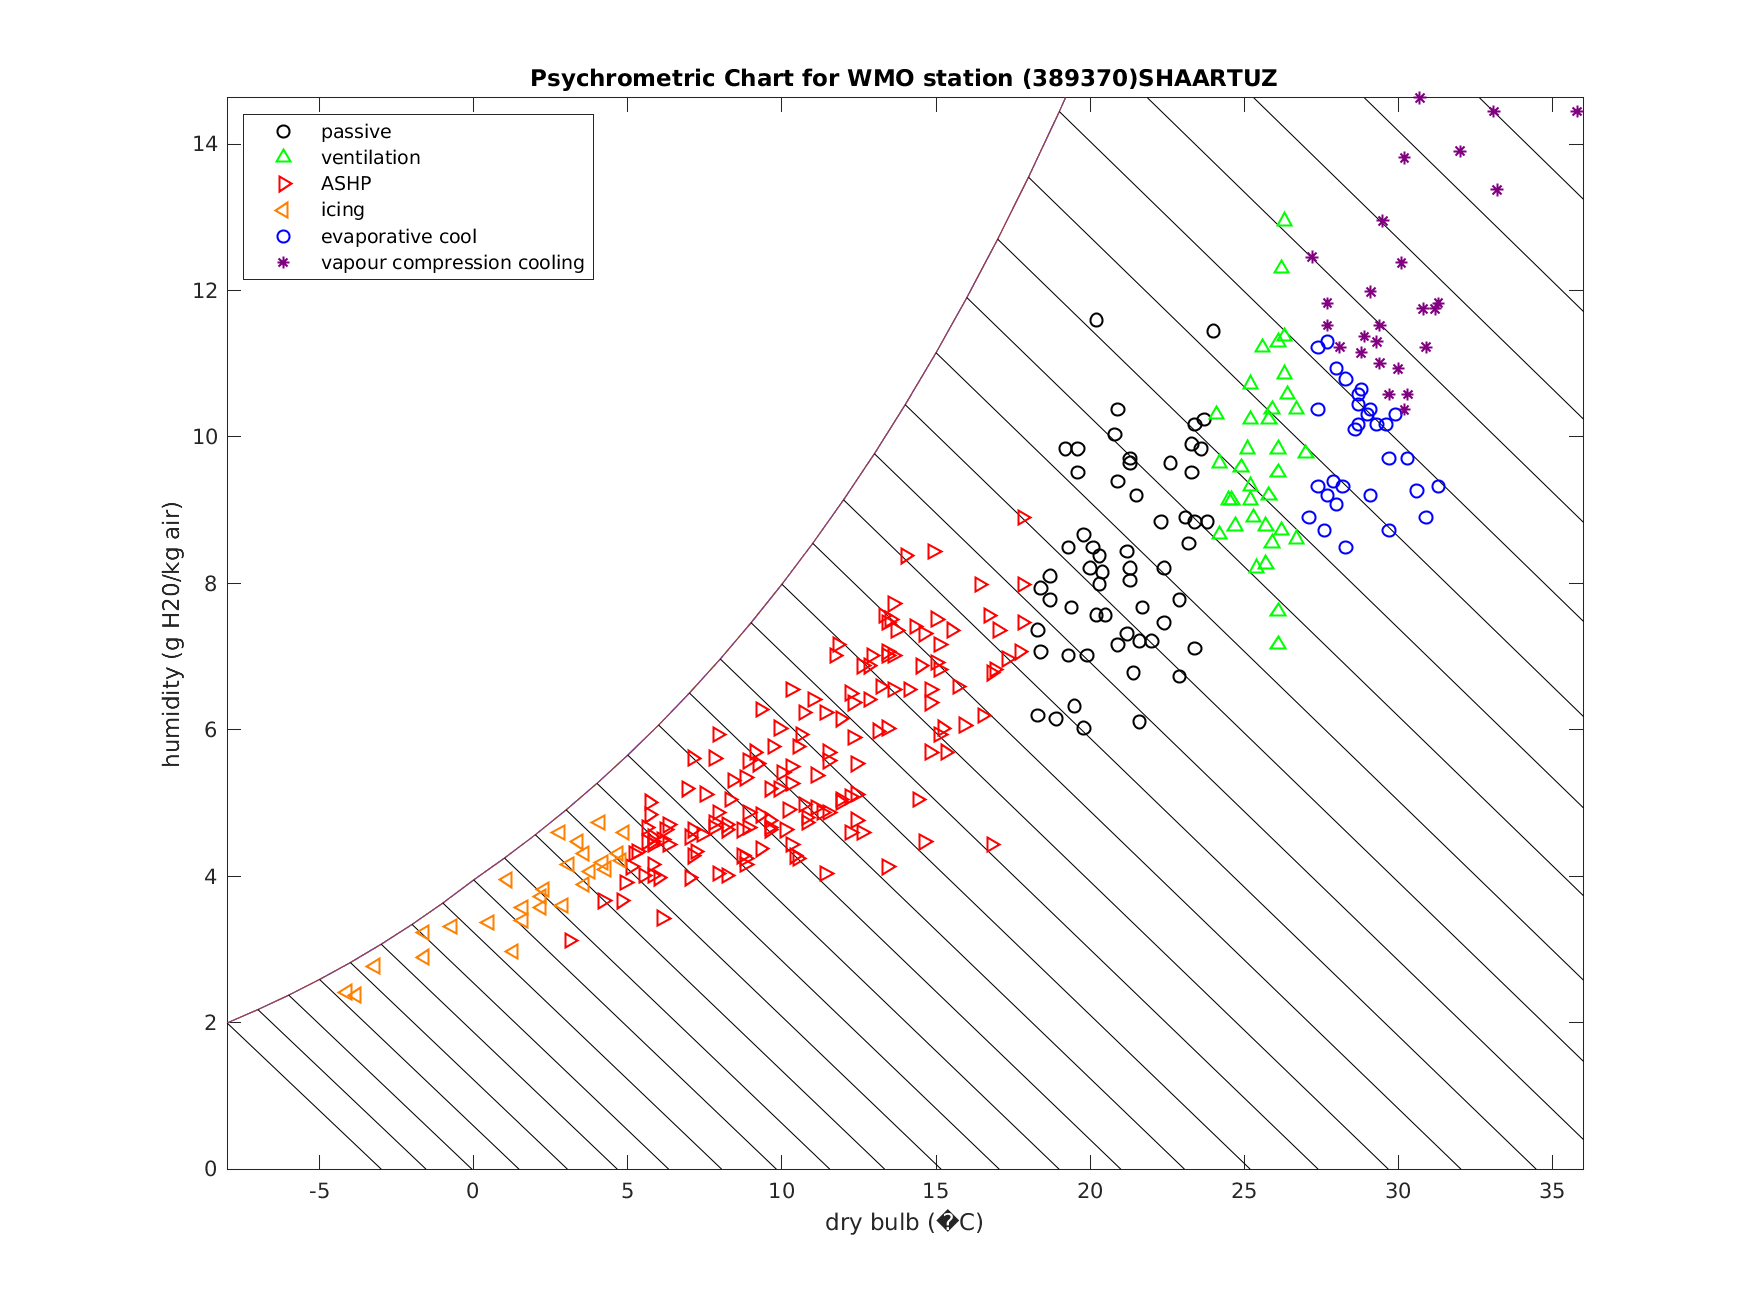 Psychrometric Chart for WMO station (389370)SHAARTUZ
passive
ventilation
ASHP
icing
evaporative cool
vapour compression cooling
humidity (g H20/kg air)
14
12
10
8
6
4
2
0
-5 0 5 10 15 20 25 30 35
dry bulb (�C)